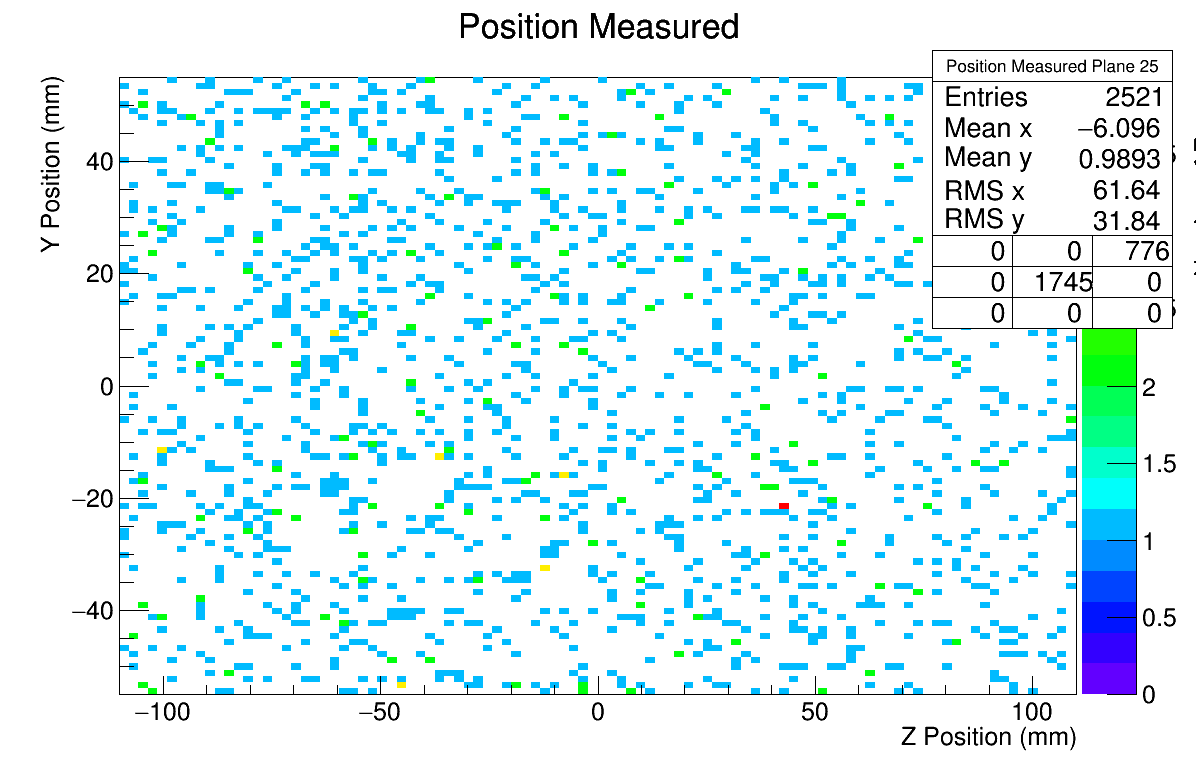 Position Measured
Position Measured Plane 25
Entries 2521
Mean x −6.096
Mean y 0.9893
RMS x 61.64
RMS y 31.84
0 0 776
0 1745 0
0 0 0
Y Position (mm)
40
20
0
−20
−40
−100 −50 0 50 100
Z Position (mm)
2
1.5
1
0.5
0